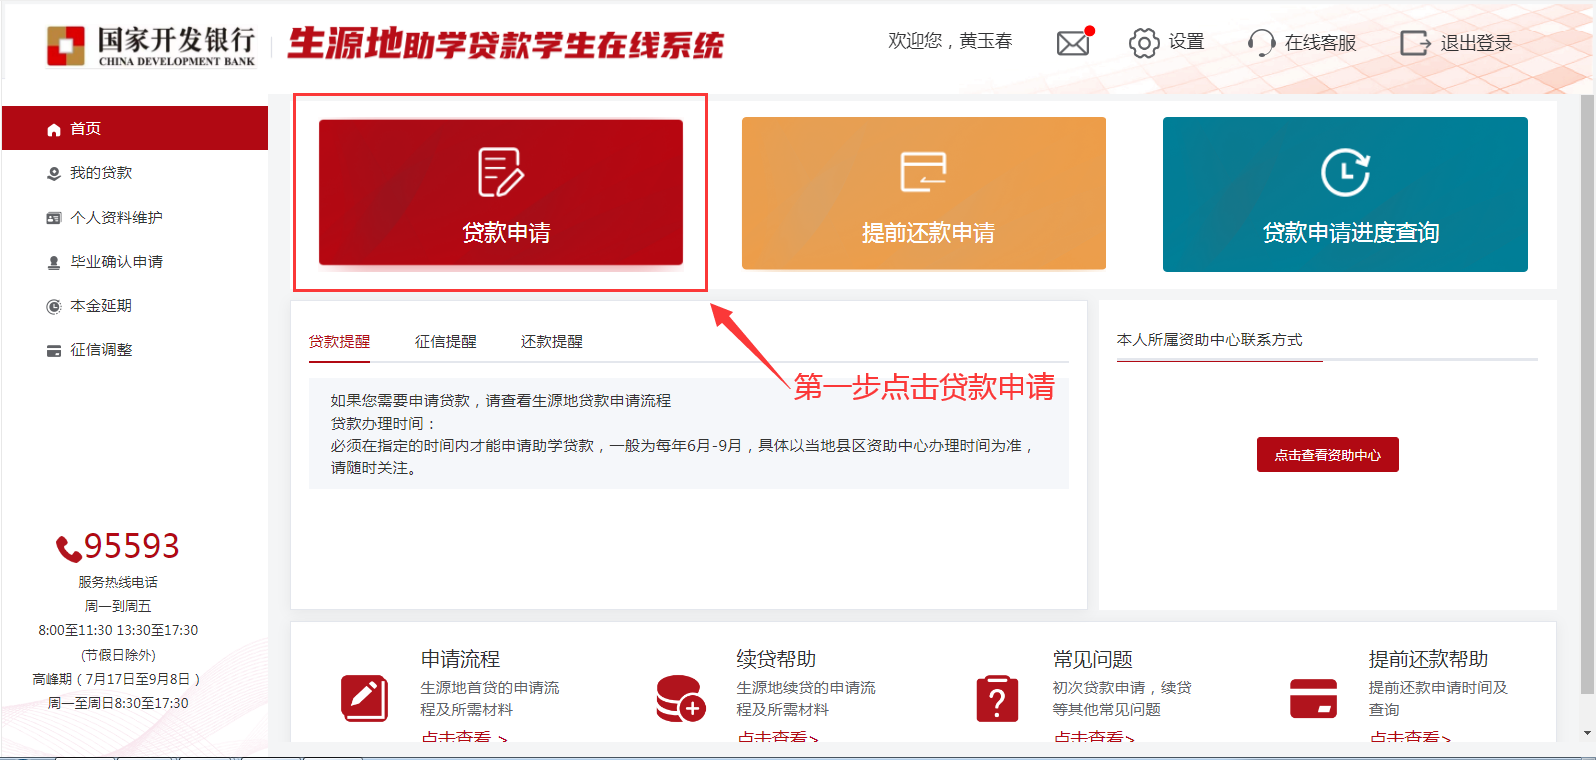 国家开发银行
CHINA DEVELOPMENT BANK
生源地助学贷款学生在线系统
欢迎您，黄玉春
设置
在线客服
退出登录
首页
我的贷款
个人资料维护
毕业确认申请
本金延期
征信调整
95593
服务热线电话
周一到周五
8:00至11:30 13:30至17:30
(节假日除外)
高峰期（7月17日至9月8日）
周一至周日8:30至17:30
贷款申请
提前还款申请
贷款申请进度查询
贷款提醒
征信提醒
还款提醒
第一步点击贷款申请
如果您需要申请贷款，请查看生源地贷款申请流程
贷款办理时间：
必须在指定的时间内才能申请助学贷款，一般为每年6月-9月，具体以当地县区资助中心办理时间为准，
请随时关注。
本人所属资助中心联系方式
点击查看资助中心
申请流程
生源地首贷的申请流
程及所需材料
点击查看 >
续贷帮助
生源地续贷的申请流
程及所需材料
点击查看>
常见问题
初次贷款申请，续贷
等其他常见问题
点击查看>
提前还款帮助
提前还款申请时间及
查询
点击查看>